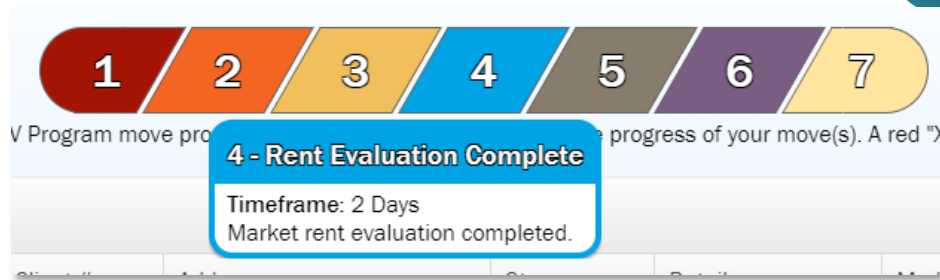 1 2 3 4 5 6 7
V Program move progress of your move(s). A red "X
4 - Rent Evaluation Complete
Timeframe: 2 Days
Market rent evaluation completed.